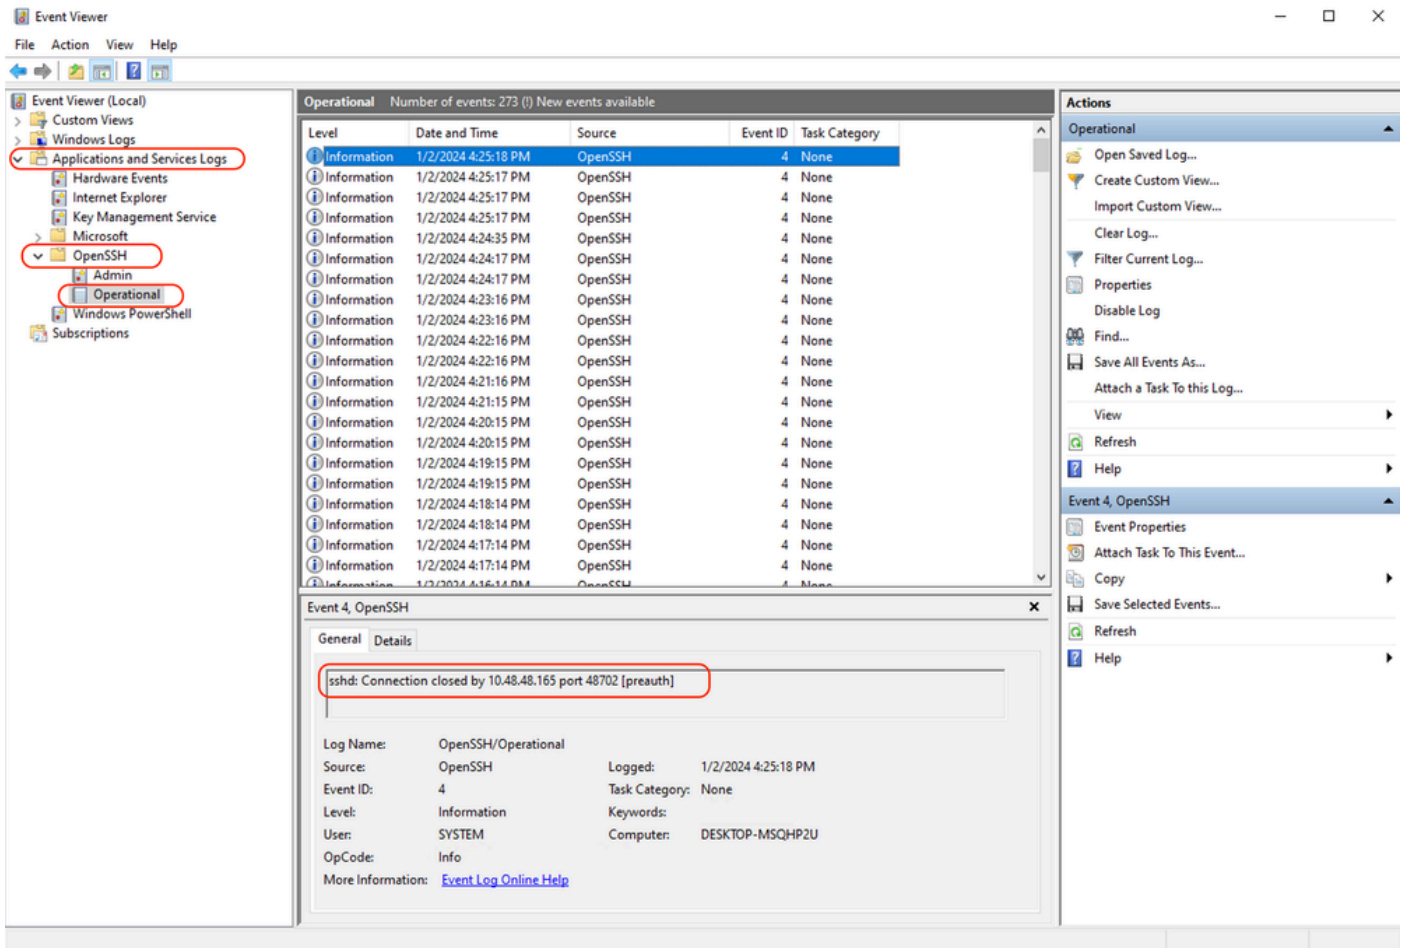 Event Viewer
File Action View Help
Event Viewer (Local)
Custom Views
Windows Logs
Applications and Services Logs
Hardware Events
Internet Explorer
Key Management Service
Microsoft
OpenSSH
Admin
Operational
Windows PowerShell
Subscriptions
Operational Number of events: 273 (!) New events available
Level Date and Time Source Event ID Task Category
Information 1/2/2024 4:25:18 PM OpenSSH 4 None
Information 1/2/2024 4:25:17 PM OpenSSH 4 None
Information 1/2/2024 4:25:17 PM OpenSSH 4 None
Information 1/2/2024 4:25:17 PM OpenSSH 4 None
Information 1/2/2024 4:24:35 PM OpenSSH 4 None
Information 1/2/2024 4:24:17 PM OpenSSH 4 None
Information 1/2/2024 4:24:17 PM OpenSSH 4 None
Information 1/2/2024 4:23:16 PM OpenSSH 4 None
Information 1/2/2024 4:23:16 PM OpenSSH 4 None
Information 1/2/2024 4:22:16 PM OpenSSH 4 None
Information 1/2/2024 4:22:16 PM OpenSSH 4 None
Information 1/2/2024 4:21:16 PM OpenSSH 4 None
Information 1/2/2024 4:21:15 PM OpenSSH 4 None
Information 1/2/2024 4:20:15 PM OpenSSH 4 None
Information 1/2/2024 4:20:15 PM OpenSSH 4 None
Information 1/2/2024 4:19:15 PM OpenSSH 4 None
Information 1/2/2024 4:19:15 PM OpenSSH 4 None
Information 1/2/2024 4:18:14 PM OpenSSH 4 None
Information 1/2/2024 4:18:14 PM OpenSSH 4 None
Information 1/2/2024 4:17:14 PM OpenSSH 4 None
Information 1/2/2024 4:17:14 PM OpenSSH 4 None
Information 1/2/2024 4:16:14 PM OpenSSH 4 None
Event 4, OpenSSH
General Details
sshd: Connection closed by 10.48.48.165 port 48702 [preauth]
Log Name: OpenSSH/Operational
Source: OpenSSH Logged: 1/2/2024 4:25:18 PM
Event ID: 4 Task Category: None
Level: Information Keywords:
User: SYSTEM Computer: DESKTOP-MSQHP2U
OpCode: Info
More Information: Event Log Online Help
Actions
Operational
Open Saved Log...
Create Custom View...
Import Custom View...
Clear Log...
Filter Current Log...
Properties
Disable Log
Find...
Save All Events As...
Attach a Task To this Log...
View
Refresh
Help
Event 4, OpenSSH
Event Properties
Attach Task To This Event...
Copy
Save Selected Events...
Refresh
Help